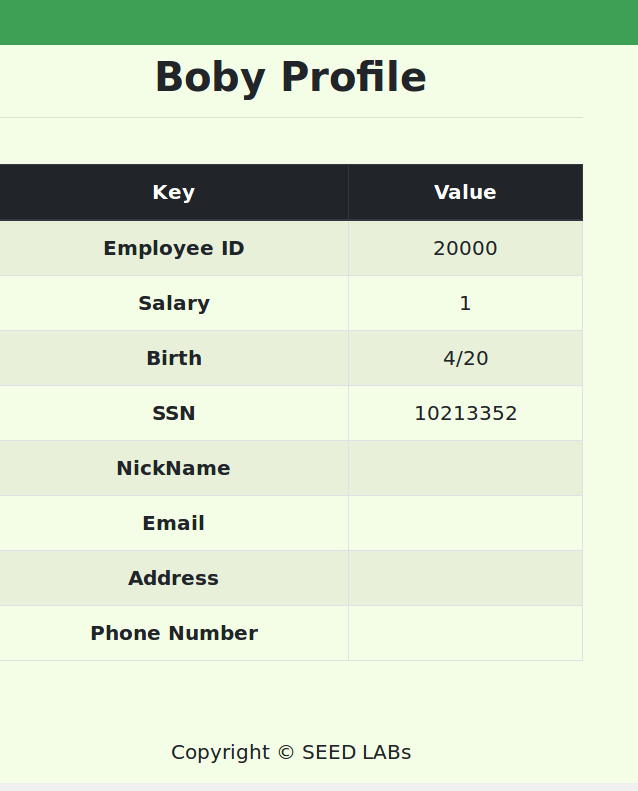 Boby Profile
Key Value
Employee ID 20000
Salary 1
Birth 4/20
SSN 10213352
NickName
Email
Address
Phone Number
Copyright © SEED LABs